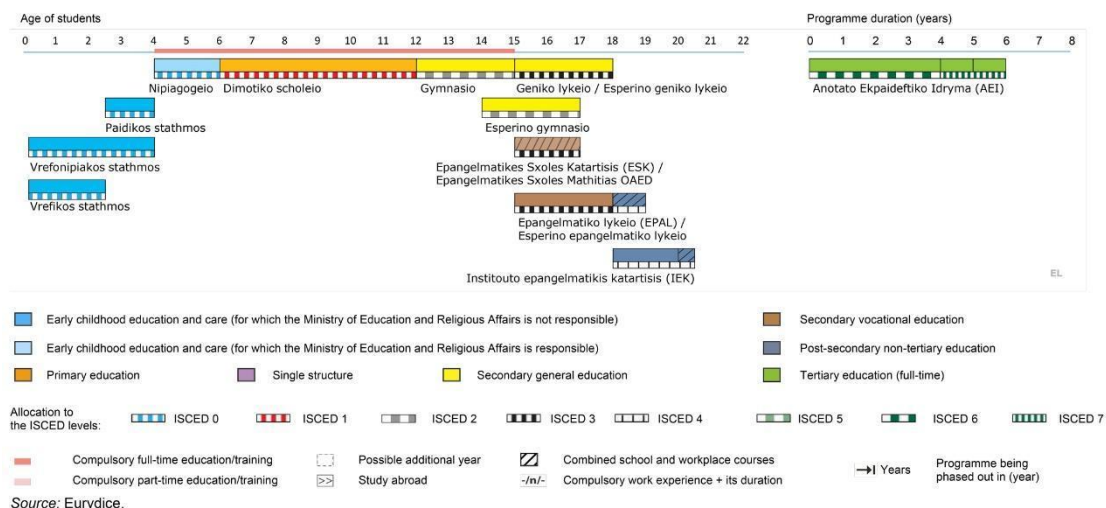 Age of students
Programme duration (years)
0 1 2 3 4 5 6 7 8 9 10 11 12 13 14 15 16 17 18 19 20 21 22
0 1 2 3 4 5 6 7 8
Nipiagogeio
Dimotiko scholeio
Gymnasio
Geniko lykeio / Esperino geniko lykeio
Anotato Ekpaideftiko Idryma (AEI)
Paidikos stathmos
Esperino gymnasio
Vrefonipiakos stathmos
Epangelmatikes Sxoles Katartisis (ESK) /
Epangelmatikes Sxoles Mathitias OAED
Vrefikos stathmos
Epangelmatiko lykeio (EPAL) /
Esperino epangelmatiko lykeio
Institouto epangelmatikis katartisis (IEK)
EL
Early childhood education and care (for which the Ministry of Education and Religious Affairs is not responsible)
Secondary vocational education
Early childhood education and care (for which the Ministry of Education and Religious Affairs is responsible)
Post-secondary non-tertiary education
Primary education
Single structure
Secondary general education
Tertiary education (full-time)
Allocation to
the ISCED levels:
ISCED 0
ISCED 1
ISCED 2
ISCED 3
ISCED 4
ISCED 5
ISCED 6
ISCED 7
Compulsory full-time education/training
Possible additional year
Combined school and workplace courses
Years
Programme being
phased out in (year)
Compulsory part-time education/training
>> Study abroad
-/n/- Compulsory work experience + its duration
Source: Eurydice.